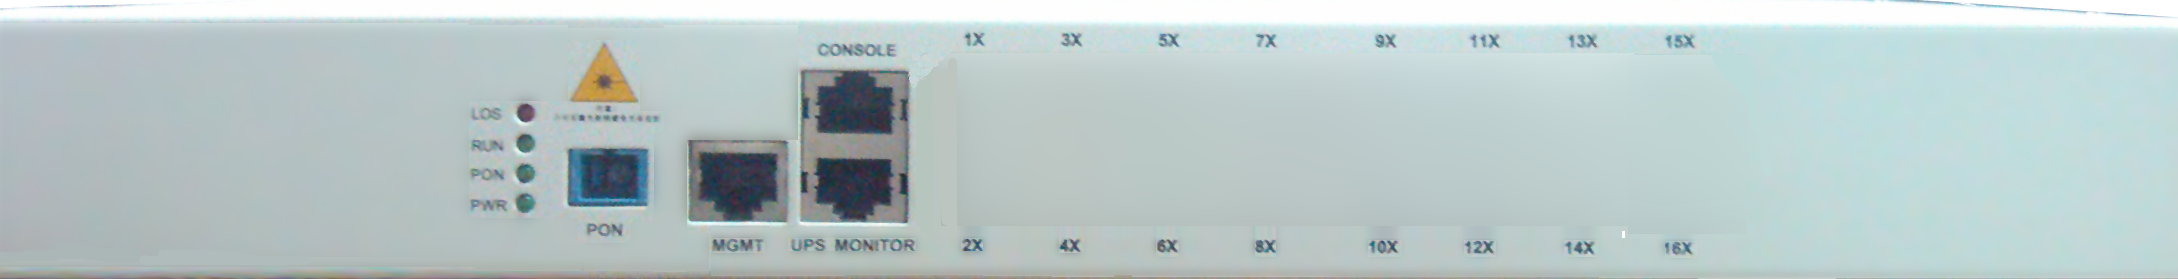 LOS
RUN
PON
PWR
PON
MGMT
CONSOLE
UPS MONITOR
1X 3X 5X 7X 9X 11X 13X 15X
2X 4X 6X 8X 10X 12X 14X 16X